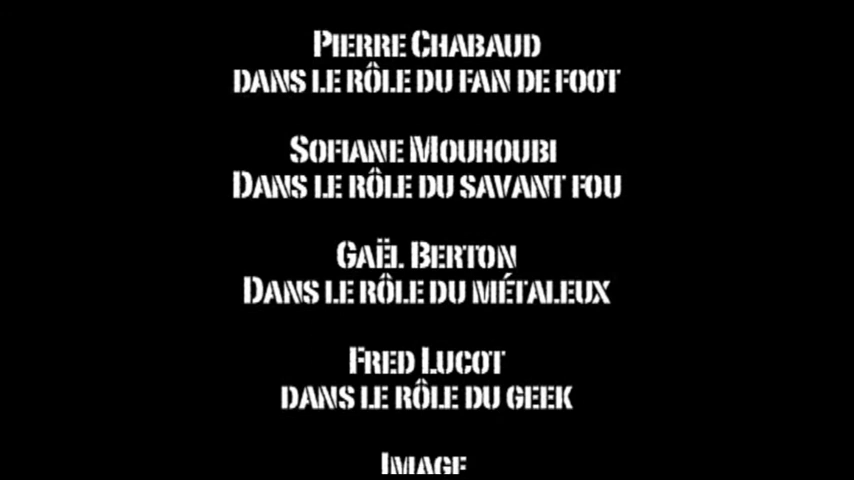 Pierre Chabaud
dans le rôle du fan de foot
Sofiane Mouhoubi
Dans le rôle du savant fou
Gaël Berton
Dans le rôle du métaleux
Fred Lucot
dans le rôle du geek
Image